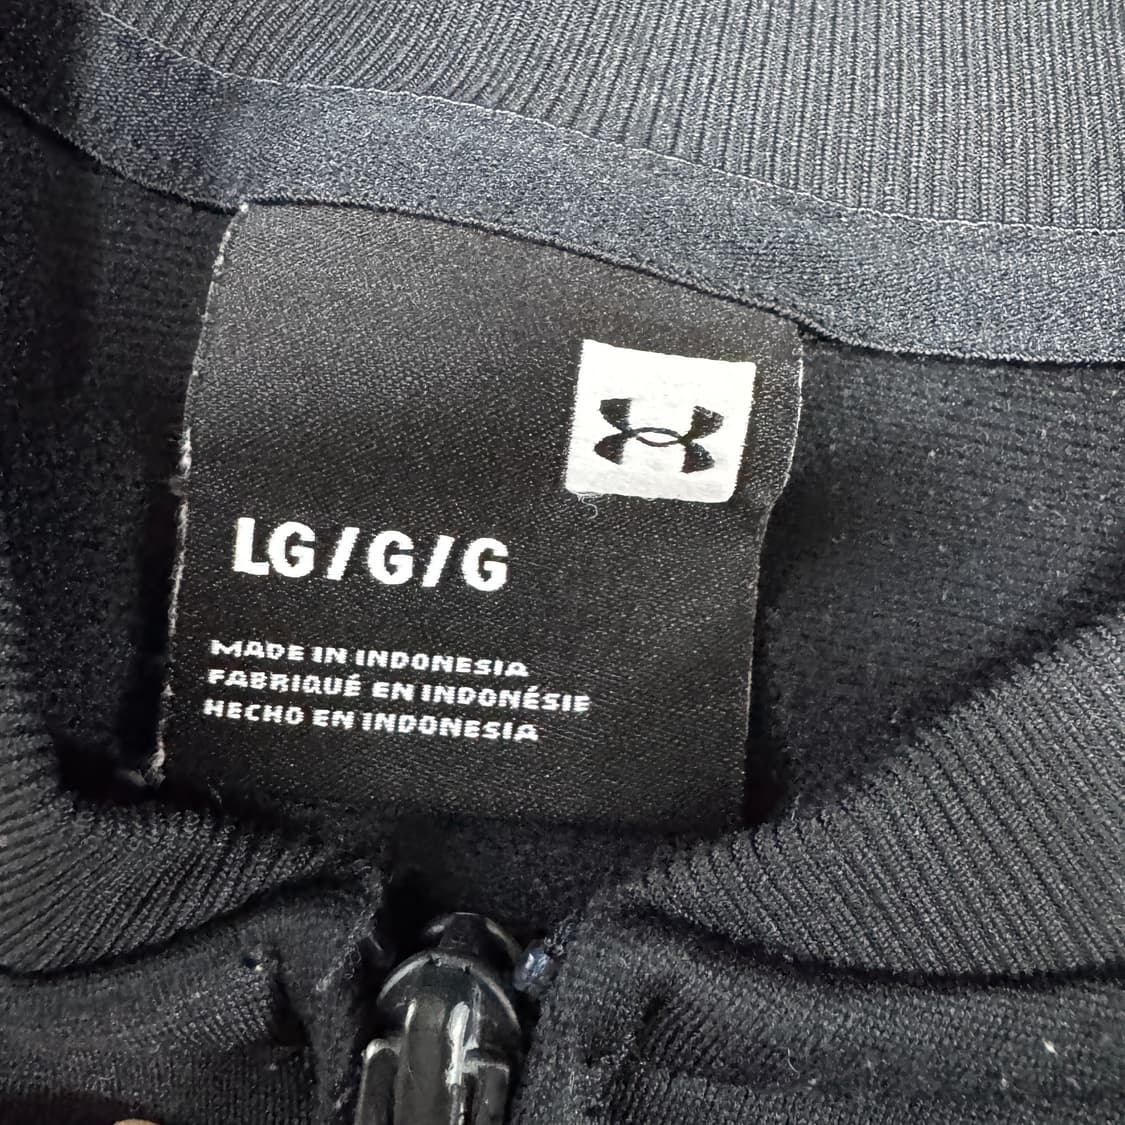 LG/G/G
MADE IN INDONESIA
FABRIQUÉ EN INDONÉSIE
HECHO EN INDONESIA